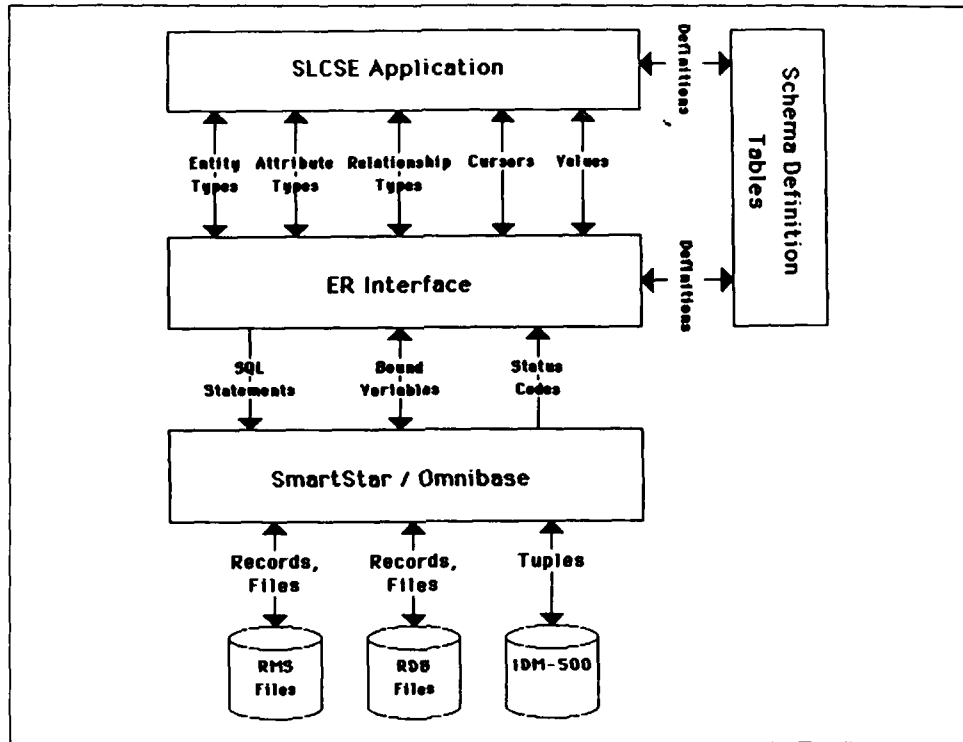 SLCSE Application
Definitions
Schema Definition
Tables
Entity
Types
Attribute
Types
Relationship
Types
Cursors
Values
ER Interface
Definitions
SQL
Statements
Bound
Variables
Status
Codes
SmartStar / Omnibase
Records,
Files
Records,
Files
Tuples
RMS
Files
RDB
Files
IDM-500